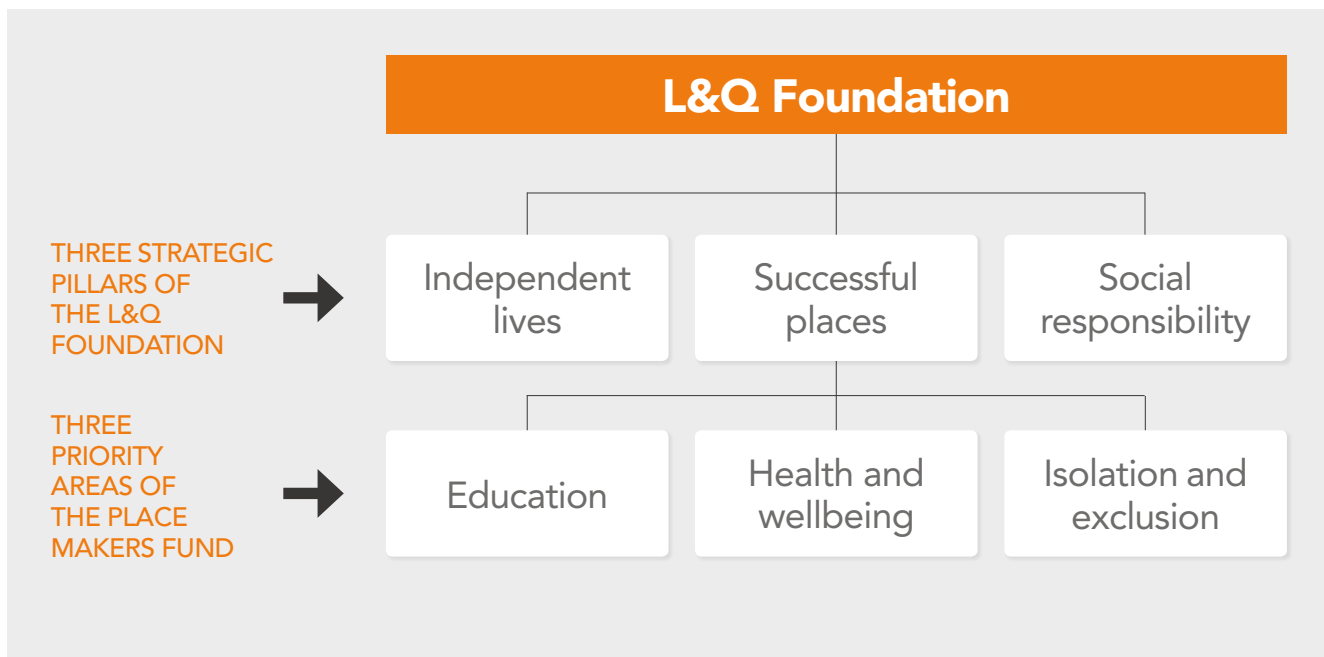 L&Q Foundation
THREE STRATEGIC
PILLARS OF
THE L&Q
FOUNDATION
Independent
lives
Successful
places
Social
responsibility
THREE
PRIORITY
AREAS OF
THE PLACE
MAKERS FUND
Education
Health and
wellbeing
Isolation and
exclusion